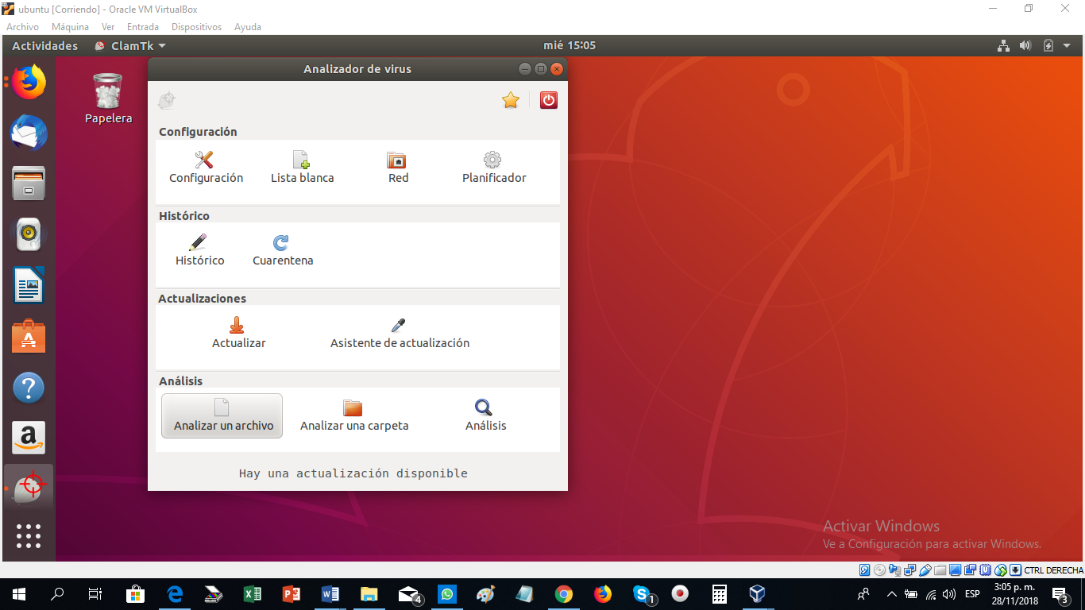 ubuntu [Corriendo] - Oracle VM VirtualBox
Archivo Máquina Ver Entrada Dispositivos Ayuda
Actividades ClamTk mié 15:05
Analizador de virus
Papelera
Configuración
Configuración Lista blanca Red Planificador
Histórico
Histórico Cuarentena
Actualizaciones
Actualizar Asistente de actualización
Análisis
Analizar un archivo Analizar una carpeta Análisis
Hay una actualización disponible
Activar Windows
Ve a Configuración para activar Windows.
CTRL DERECHA
ESP
3:05 p. m.
28/11/2018